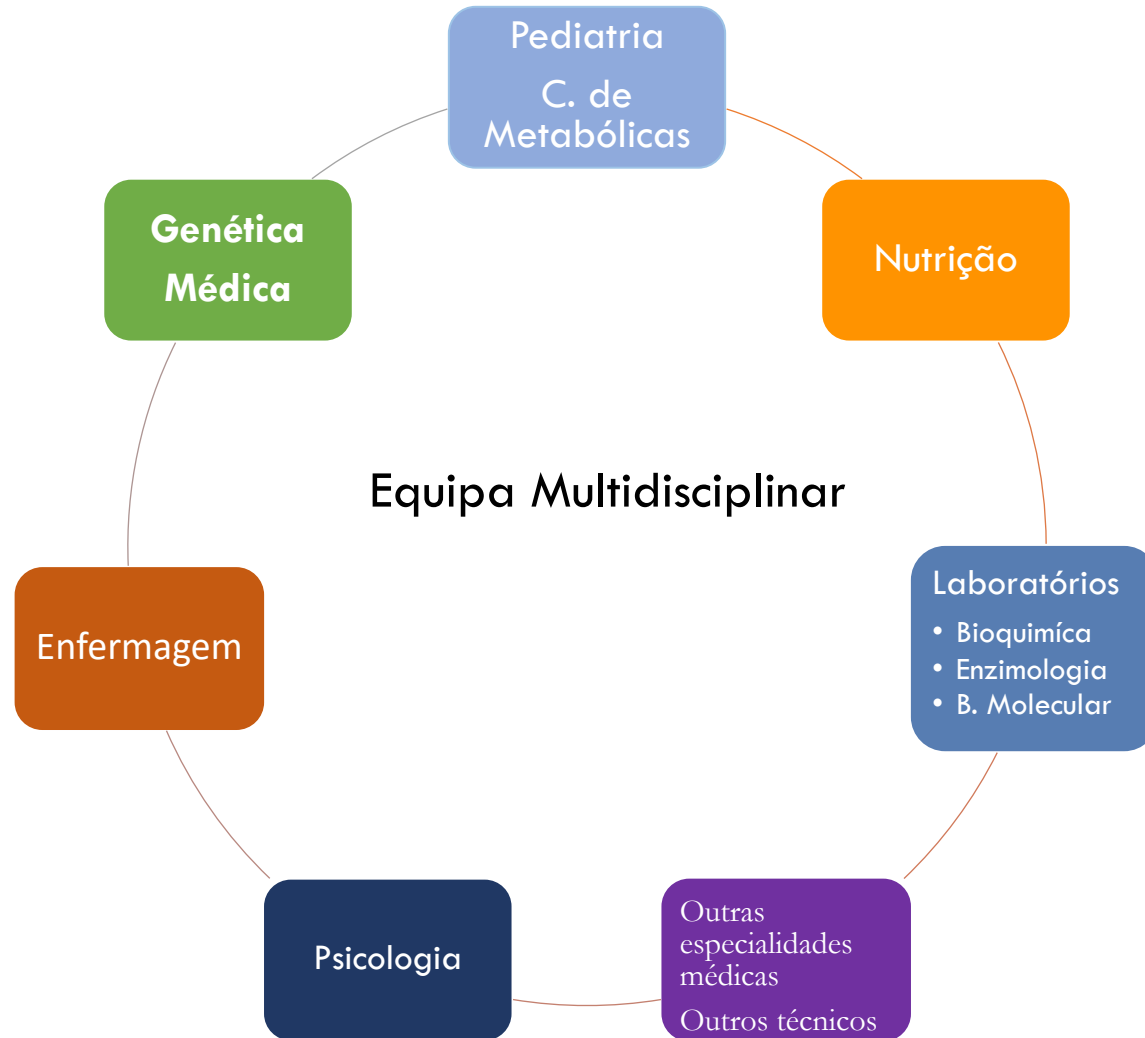 Pediatria
C. de
Metabólicas
Nutrição
Laboratórios
• Bioquimíca
• Enzimologia
• B. Molecular
Outras
especialidades
médicas
Outros técnicos
Psicologia
Enfermagem
Genética
Médica
Equipa Multidisciplinar